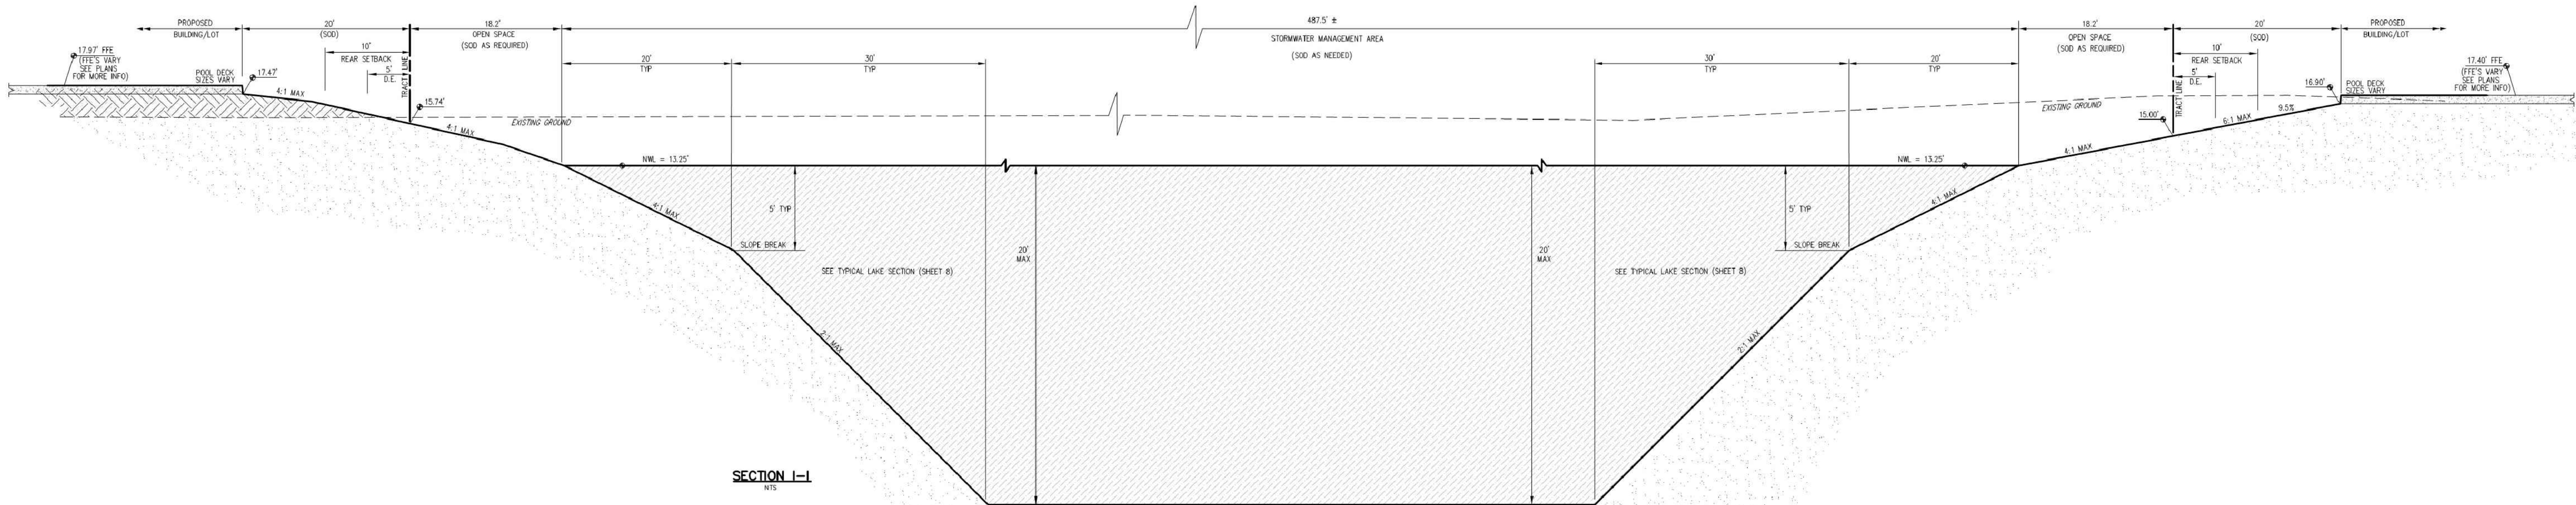 PROPOSED
BUILDING/LOT
20'
(SOD)
18.2'
OPEN SPACE
(SOD AS REQUIRED)
487.5' ±
STORMWATER MANAGEMENT AREA
(SOD AS NEEDED)
18.2'
OPEN SPACE
(SOD AS REQUIRED)
20'
(SOD)
PROPOSED
BUILDING/LOT
17.97' FFE
(FFE'S VARY
SEE PLANS
FOR MORE INFO)
10'
REAR SETBACK
5'
D.E.
TRACT LINE
POOL DECK
SIZES VARY
17.47'
4:1 MAX
15.74'
4:1 MAX
EXISTING GROUND
20'
TYP
30'
TYP
30'
TYP
20'
TYP
10'
REAR SETBACK
5'
D.E.
TRACT LINE
17.40' FFE
(FFE'S VARY
SEE PLANS
FOR MORE INFO)
16.90'
POOL DECK
SIZES VARY
9.5%
6:1 MAX
EXISTING GROUND
15.00'
4:1 MAX
NWL = 13.25'
NWL = 13.25'
4:1 MAX
5' TYP
SLOPE BREAK
SEE TYPICAL LAKE SECTION (SHEET 8)
20'
MAX
2:1 MAX
20'
MAX
5' TYP
4:1 MAX
SLOPE BREAK
SEE TYPICAL LAKE SECTION (SHEET 8)
2:1 MAX
SECTION 1-1
NTS